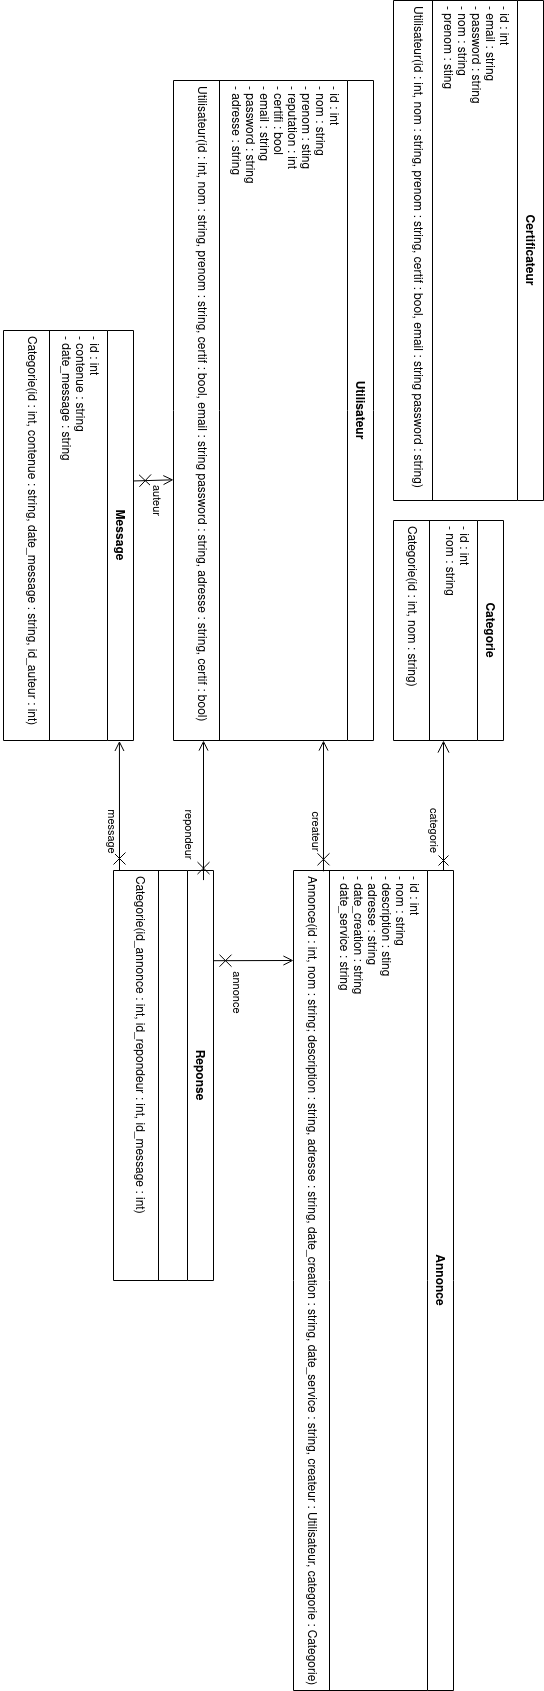 Certificateur
- id : int
- email : string
- password : string
- nom : string
- prenom : sting
Utilisateur(id : int, nom : string, prenom : string, certif : bool, email : string password : string)
Categorie
- id : int
- nom : string
Categorie(id : int, nom : string)
Utilisateur
- id : int
- nom : string
- prenom : sting
- reputation : int
- certifi : bool
- email : string
- password : string
- adresse : string
Utilisateur(id : int, nom : string, prenom : string, certif : bool, email : string password : string, adresse : string, certif : bool)
Message
- id : int
- contenue : string
- date_message : string
Categorie(id : int, contenue : string, date_message : string, id_auteur : int)
auteur
categorie
createur
repondeur
message
Annonce
- id : int
- nom : string
- description : sting
- adresse : string
- date_creation : string
- date_service : string
Annonce(id : int, nom : string; description : string, adresse : string, date_creation : string, date_service : string, createur : Utilisateur, categorie : Categorie)
annonce
Reponse
Categorie(id_annonce : int, id_repondeur : int, id_message : int)